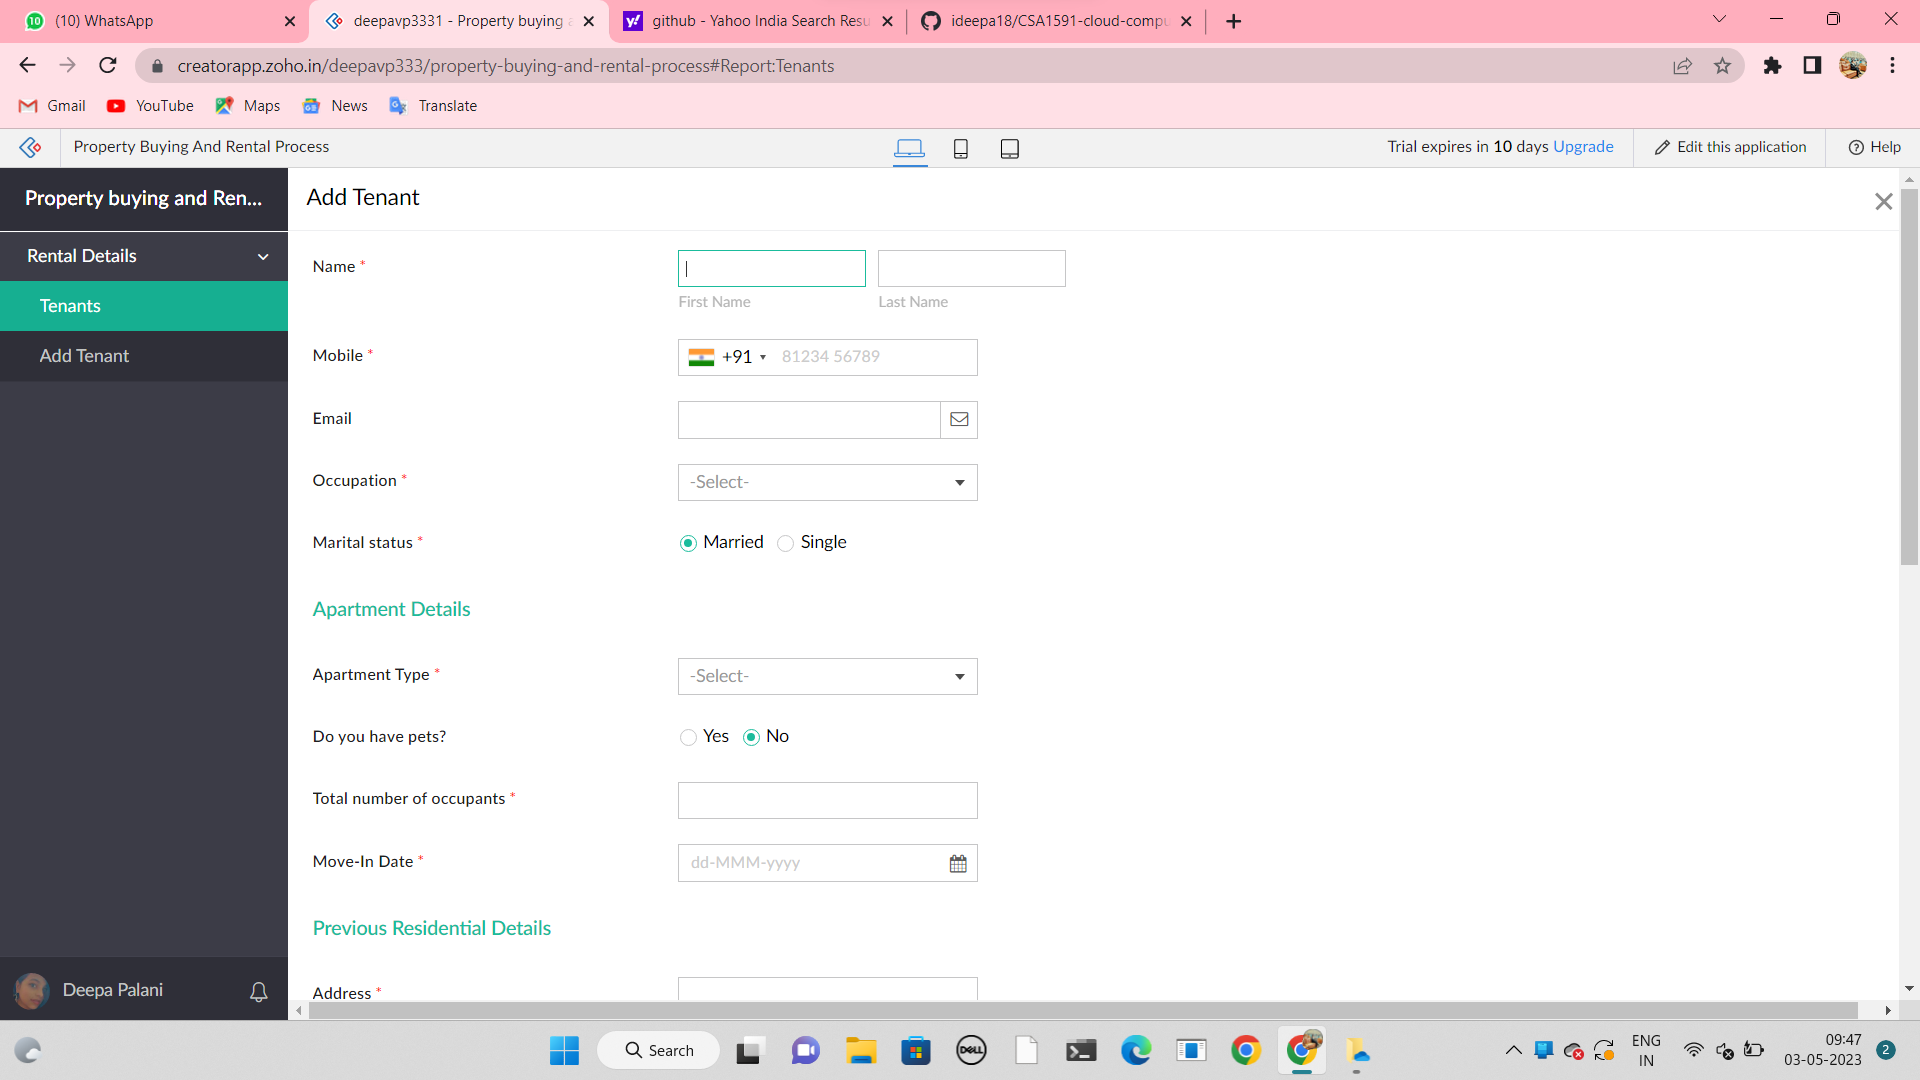 10 (10) WhatsApp
deepavp3331 - Property buying a
y! github - Yahoo India Search Resu
ideepa18/CSA1591-cloud-compu
creatorapp.zoho.in/deepavp333/property-buying-and-rental-process#Report:Tenants
Gmail YouTube Maps News Translate
Property Buying And Rental Process
Trial expires in 10 days Upgrade
Edit this application
Help
Property buying and Ren...
Rental Details
Tenants
Add Tenant
Deepa Palani
Add Tenant
Name *
First Name Last Name
Mobile * +91 81234 56789
Email
Occupation * -Select-
Marital status * Married Single
Apartment Details
Apartment Type * -Select-
Do you have pets? Yes No
Total number of occupants *
Move-In Date * dd-MMM-yyyy
Previous Residential Details
Address *
Search
DELL
ENG
IN
09:47
03-05-2023
2